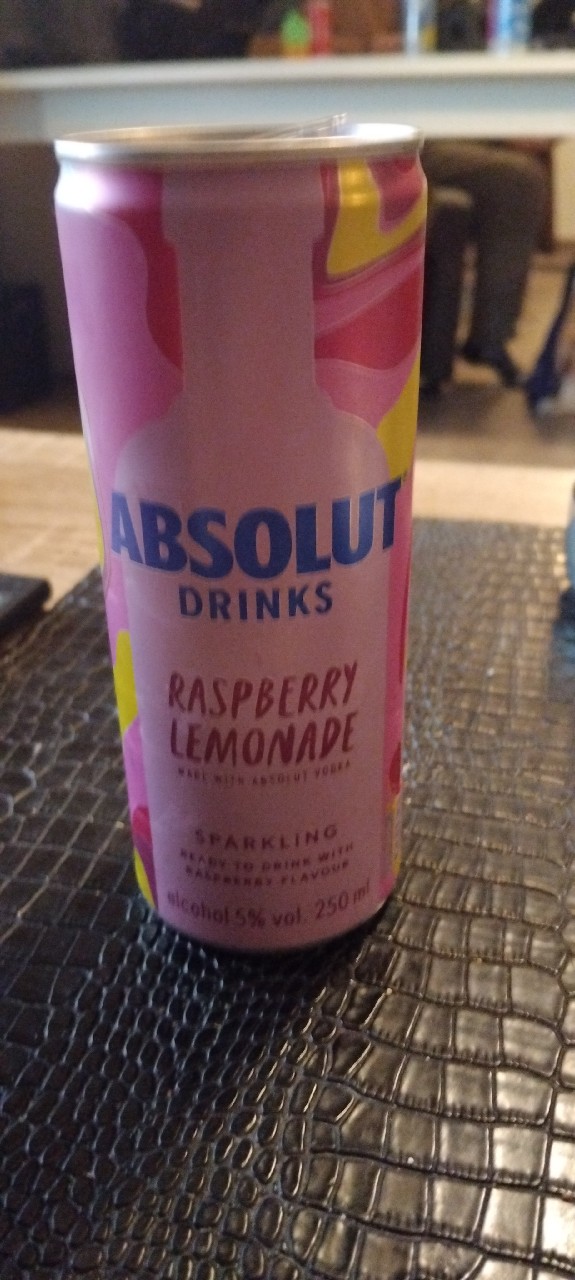 ABSOLUT
DRINKS
RASPBERRY
LEMONADE
MADE WITH ABSOLUT VODKA
SPARKLING
READY TO DRINK WITH
RASPBERRY FLAVOUR
alcohol 5% vol. 250 ml